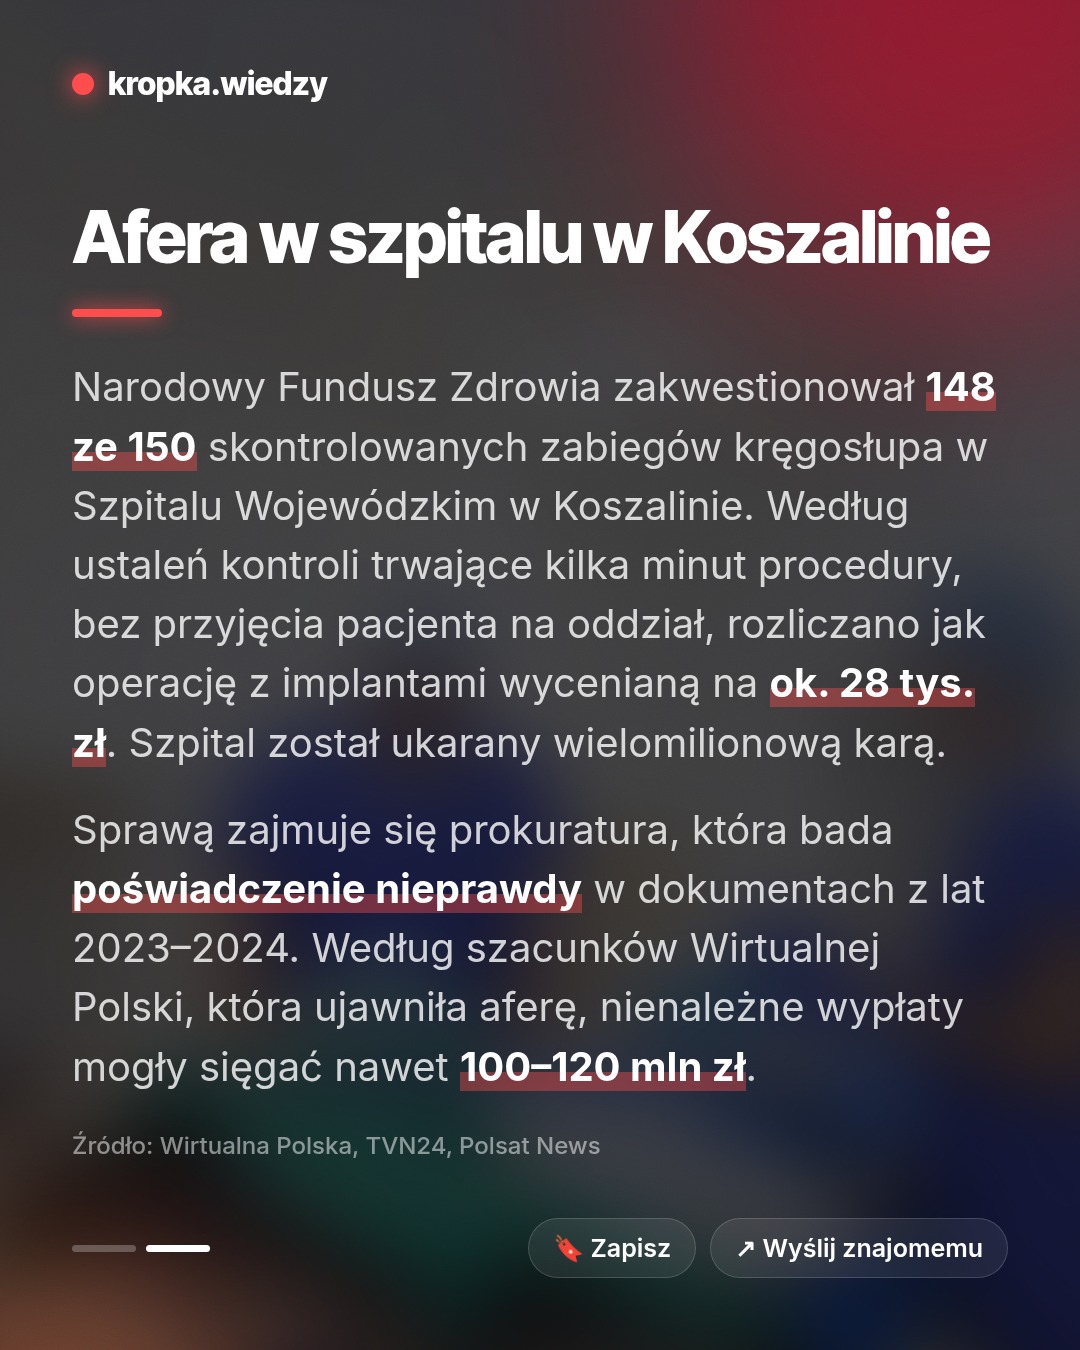 kropka.wiedzy
Afera w szpitalu w Koszalinie
Narodowy Fundusz Zdrowia zakwestionował 148
ze 150 skontrolowanych zabiegów kręgosłupa w
Szpitalu Wojewódzkim w Koszalinie. Według
ustaleń kontroli trwające kilka minut procedury,
bez przyjęcia pacjenta na oddział, rozliczano jak
operację z implantami wycenianą na ok. 28 tys.
zł. Szpital został ukarany wielomilionową karą.
Sprawą zajmuje się prokuratura, która bada
poświadczenie nieprawdy w dokumentach z lat
2023–2024. Według szacunków Wirtualnej
Polski, która ujawniła aferę, nienależne wypłaty
mogły sięgać nawet 100–120 mln zł.
Źródło: Wirtualna Polska, TVN24, Polsat News
🔖 Zapisz ↗ Wyślij znajomemu